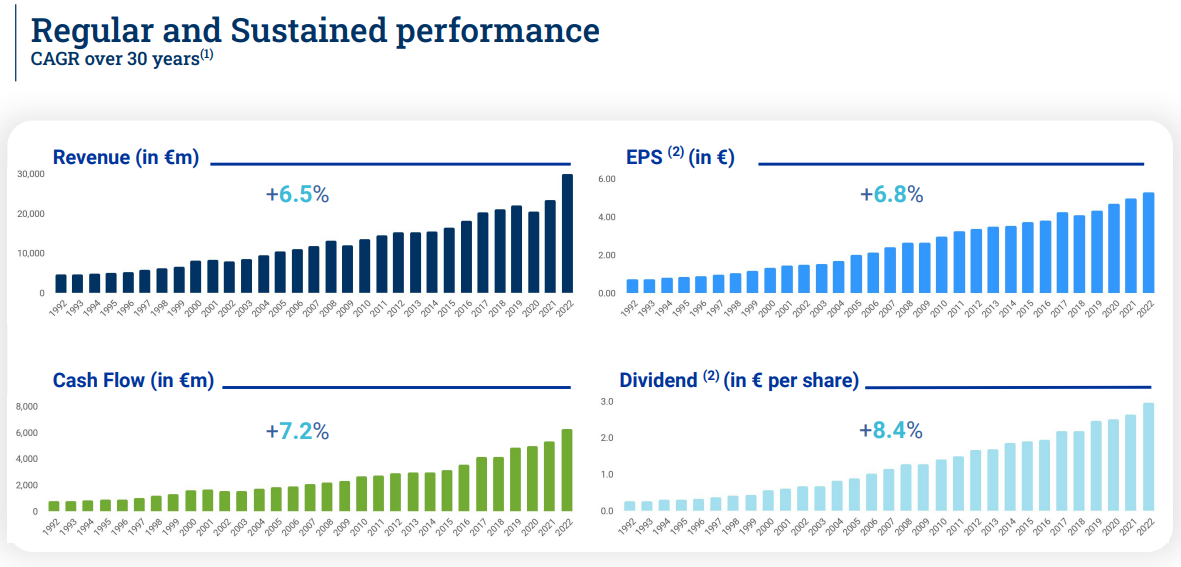 Regular and Sustained performance
CAGR over 30 years(1)
Revenue (in €m)
+6.5%
30,000
20,000
10,000
0
1992 1993 1994 1995 1996 1997 1998 1999 2000 2001 2002 2003 2004 2005 2006 2007 2008 2009 2010 2011 2012 2013 2014 2015 2016 2017 2018 2019 2020 2021 2022
EPS (2) (in €)
+6.8%
6.00
4.00
2.00
0.00
1992 1993 1994 1995 1996 1997 1998 1999 2000 2001 2002 2003 2004 2005 2006 2007 2008 2009 2010 2011 2012 2013 2014 2015 2016 2017 2018 2019 2020 2021 2022
Cash Flow (in €m)
+7.2%
8,000
6,000
4,000
2,000
0
1992 1993 1994 1995 1996 1997 1998 1999 2000 2001 2002 2003 2004 2005 2006 2007 2008 2009 2010 2011 2012 2013 2014 2015 2016 2017 2018 2019 2020 2021 2022
Dividend (2) (in € per share)
+8.4%
3.0
2.0
1.0
0.0
1992 1993 1994 1995 1996 1997 1998 1999 2000 2001 2002 2003 2004 2005 2006 2007 2008 2009 2010 2011 2012 2013 2014 2015 2016 2017 2018 2019 2020 2021 2022